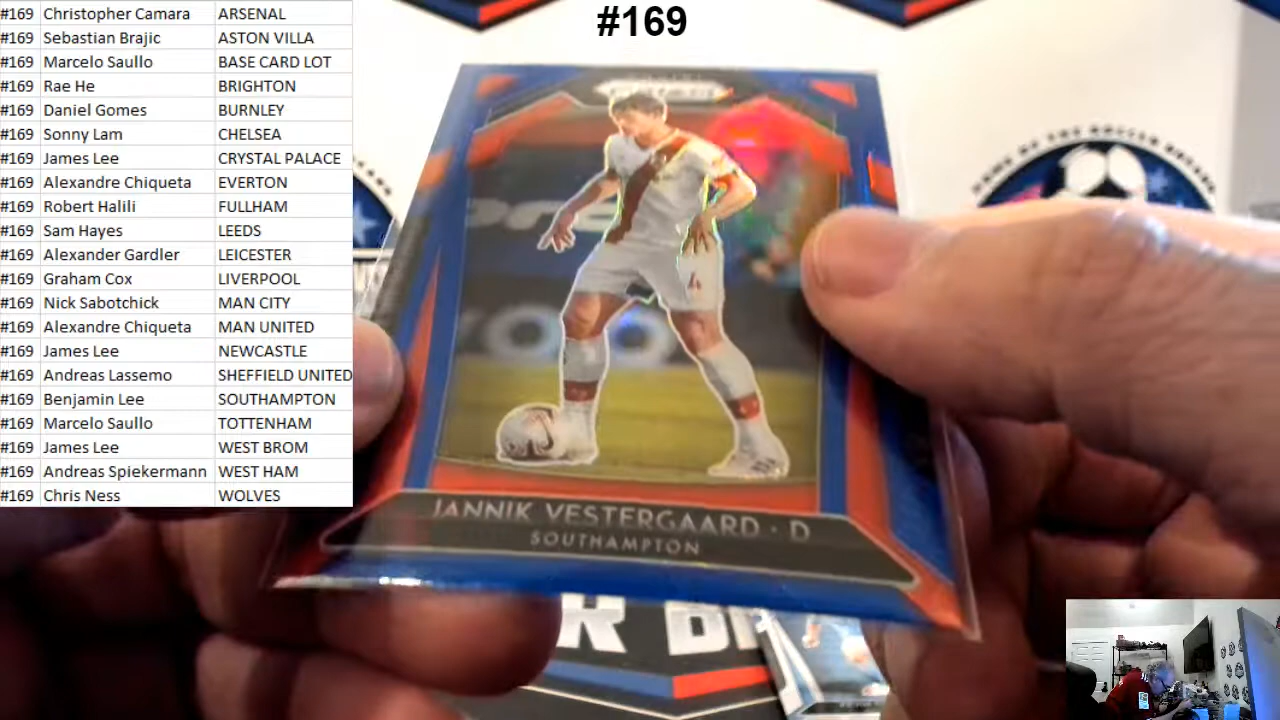 #169
#169 Christopher Camara ARSENAL
#169 Sebastian Brajic ASTON VILLA
#169 Marcelo Saullo BASE CARD LOT
#169 Rae He BRIGHTON
#169 Daniel Gomes BURNLEY
#169 Sonny Lam CHELSEA
#169 James Lee CRYSTAL PALACE
#169 Alexandre Chiqueta EVERTON
#169 Robert Halili FULLHAM
#169 Sam Hayes LEEDS
#169 Alexander Gardler LEICESTER
#169 Graham Cox LIVERPOOL
#169 Nick Sabotchick MAN CITY
#169 Alexandre Chiqueta MAN UNITED
#169 James Lee NEWCASTLE
#169 Andreas Lassemo SHEFFIELD UNITED
#169 Benjamin Lee SOUTHAMPTON
#169 Marcelo Saullo TOTTENHAM
#169 James Lee WEST BROM
#169 Andreas Spiekermann WEST HAM
#169 Chris Ness WOLVES
4
JANNIK VESTERGAARD · D
SOUTHAMPTON